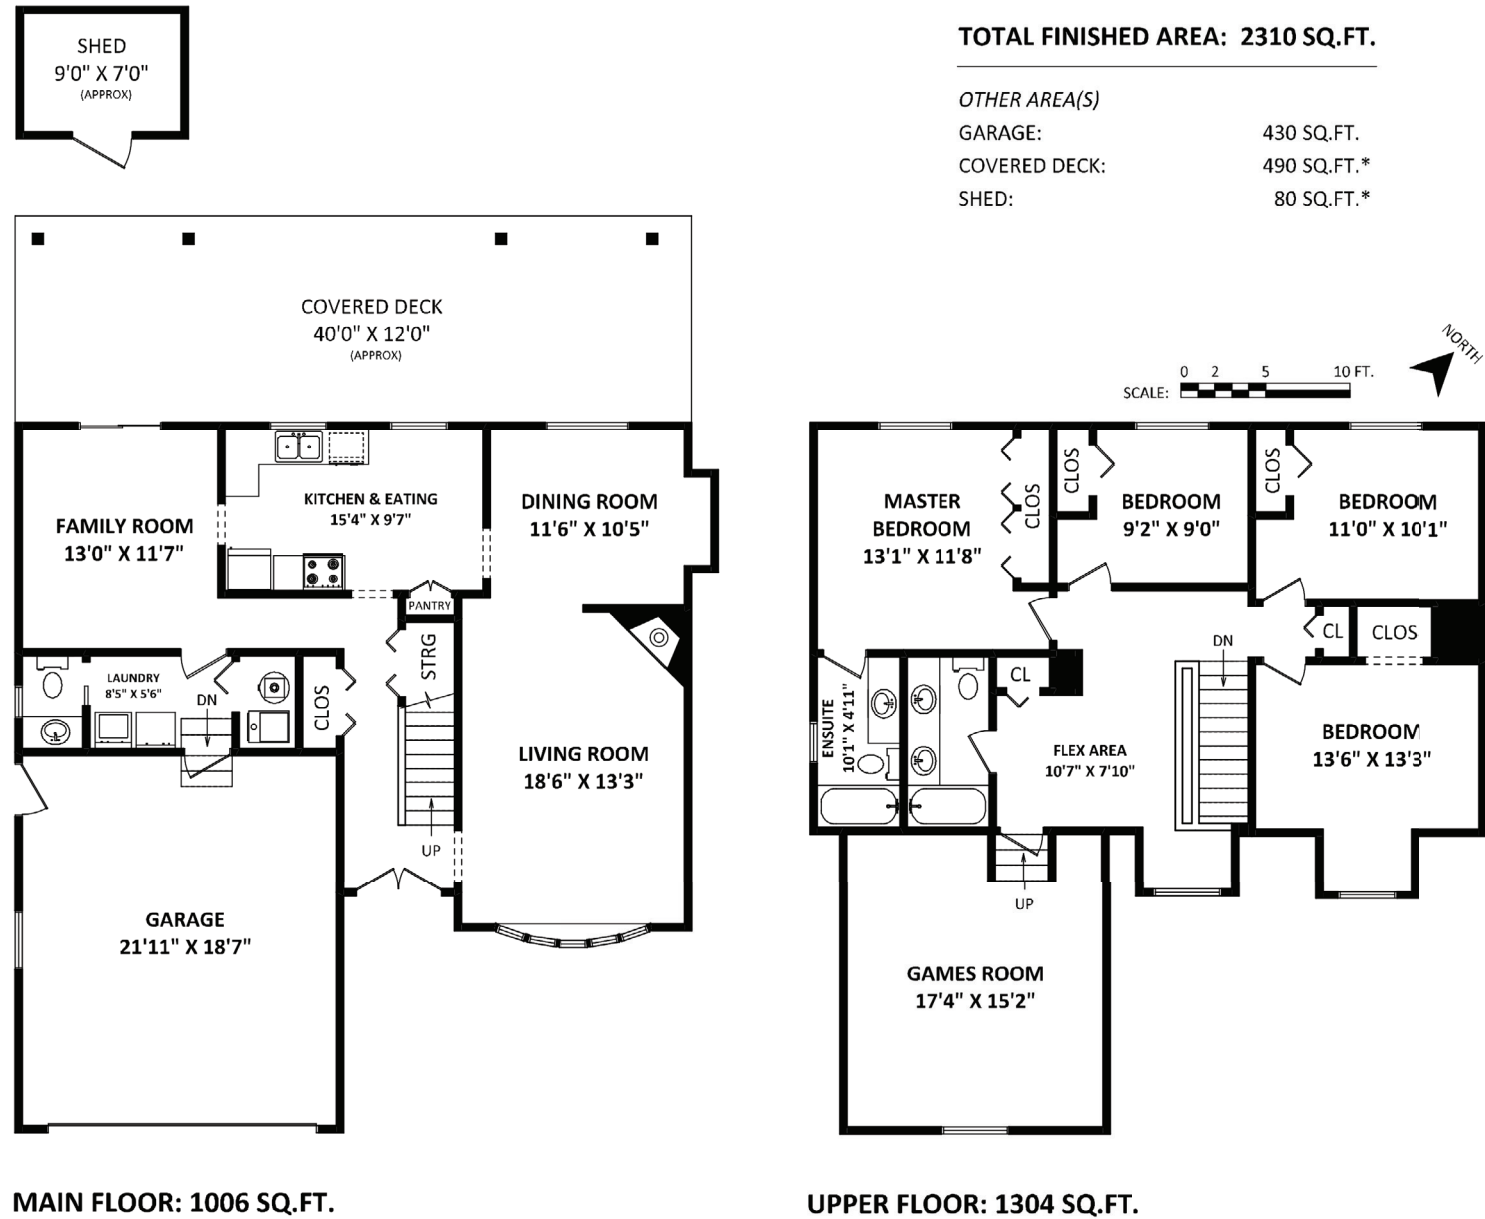 SHED
9'0" X 7'0"
(APPROX)
TOTAL FINISHED AREA: 2310 SQ.FT.
OTHER AREA(S)
GARAGE: 430 SQ.FT.
COVERED DECK: 490 SQ.FT.*
SHED: 80 SQ.FT.*
COVERED DECK
40'0" X 12'0"
(APPROX)
NORTH
0 2 5 10 FT.
SCALE:
FAMILY ROOM
13'0" X 11'7"
KITCHEN & EATING
15'4" X 9'7"
DINING ROOM
11'6" X 10'5"
PANTRY
STRG
LAUNDRY
8'5" X 5'6"
DN
CLOS
LIVING ROOM
18'6" X 13'3"
UP
GARAGE
21'11" X 18'7"
MAIN FLOOR: 1006 SQ.FT.
MASTER
BEDROOM
13'1" X 11'8"
CLOS
CLOS
BEDROOM
9'2" X 9'0"
CLOS
BEDROOM
11'0" X 10'1"
DN
CL
CLOS
CL
ENSUITE
10'1" X 4'11"
FLEX AREA
10'7" X 7'10"
BEDROOM
13'6" X 13'3"
UP
GAMES ROOM
17'4" X 15'2"
UPPER FLOOR: 1304 SQ.FT.